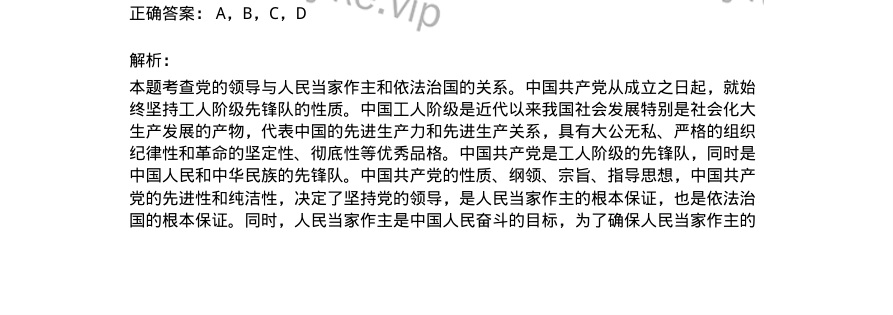 正确答案： A，B，C，D
ke.vip
解析：
本题考查党的领导与人民当家作主和依法治国的关系。中国共产党从成立之日起，就始
终坚持工人阶级先锋队的性质。中国工人阶级是近代以来我国社会发展特别是社会化大
生产发展的产物，代表中国的先进生产力和先进生产关系，具有大公无私、严格的组织
纪律性和革命的坚定性、彻底性等优秀品格。中国共产党是工人阶级的先锋队，同时是
中国人民和中华民族的先锋队。中国共产党的性质、纲领、宗旨、指导思想，中国共产
党的先进性和纯洁性，决定了坚持党的领导，是人民当家作主的根本保证，也是依法治
国的根本保证。同时，人民当家作主是中国人民奋斗的目标，为了确保人民当家作主的